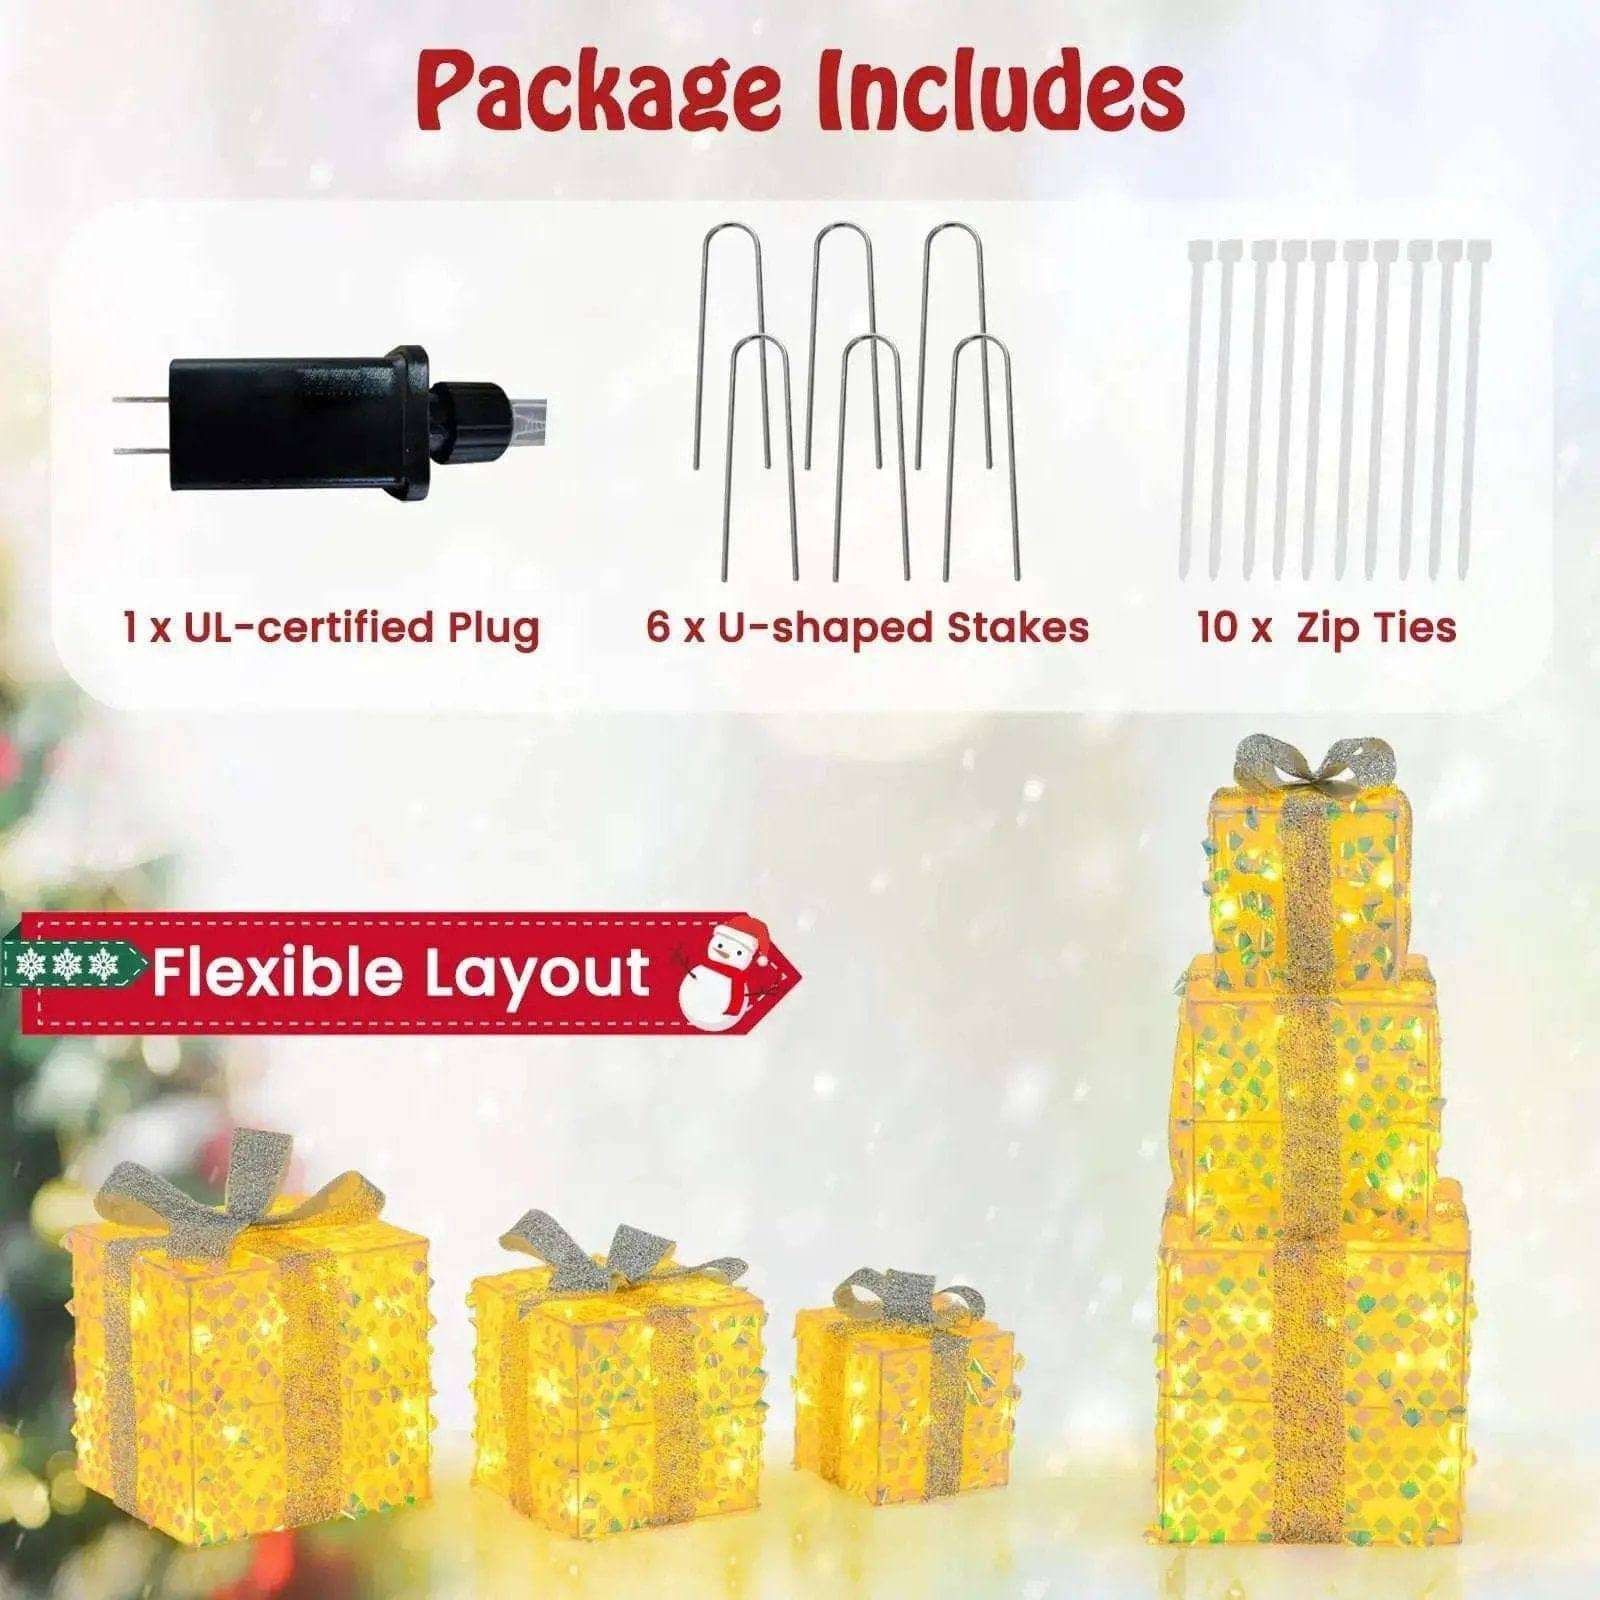 Package Includes
1 x UL-certified Plug
6 x U-shaped Stakes
10 x Zip Ties
Flexible Layout